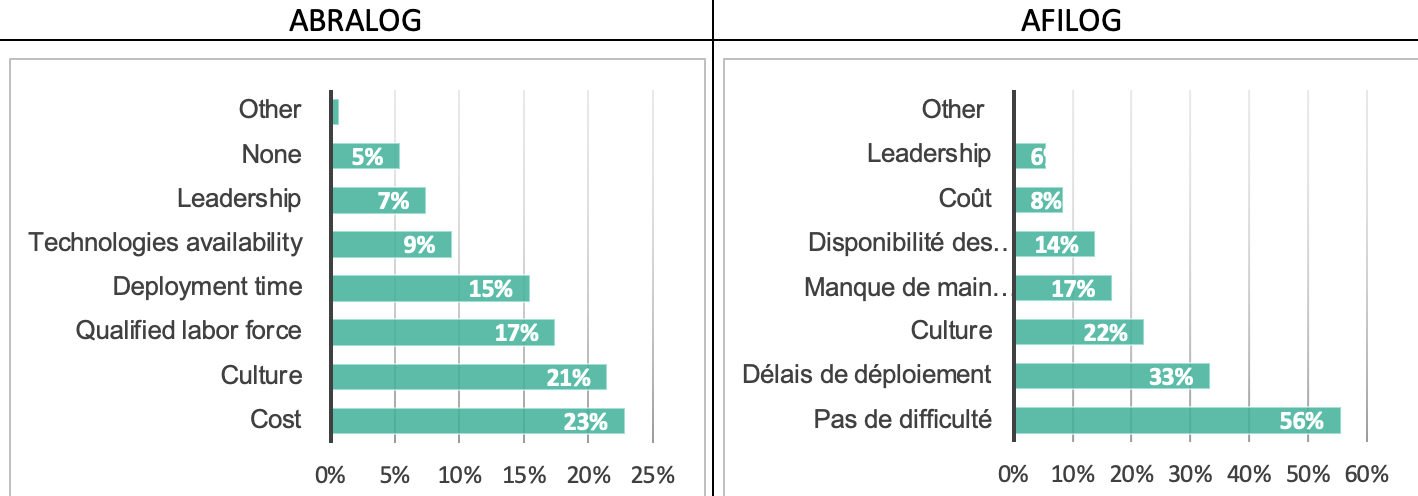 ABRALOG
Other
None
5%
Leadership
7%
Technologies availability
9%
Deployment time
15%
Qualified labor force
17%
Culture
21%
Cost
23%
0% 5% 10% 15% 20% 25%
AFILOG
Other
Leadership
6
Coût
8%
Disponibilité des..
14%
Manque de main...
17%
Culture
22%
Délais de déploiement
33%
Pas de difficulté
56%
0% 10% 20% 30% 40% 50% 60%